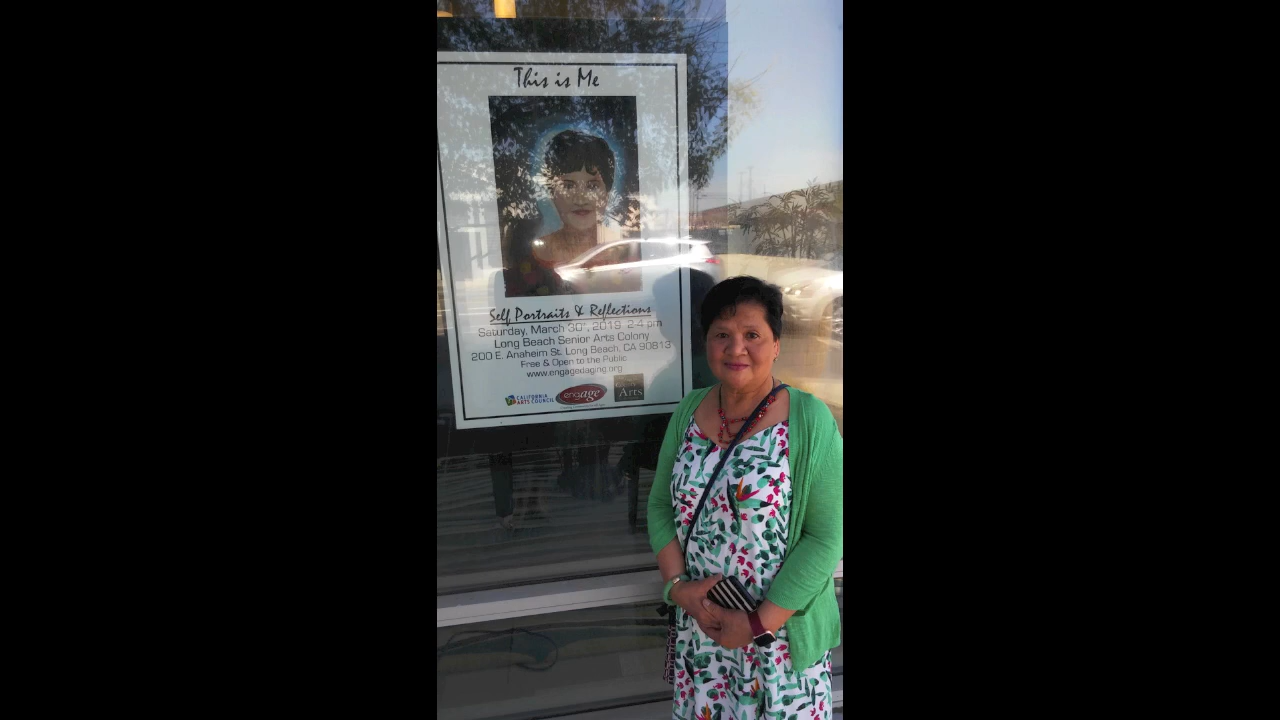 This is Me
Self Portraits & Reflections
Saturday, March 30th, 2019 2-4 pm
Long Beach Senior Arts Colony
200 E. Anaheim St. Long Beach, CA 90813
Free & Open to the Public
www.engagedaging.org
CALIFORNIA
ARTS COUNCIL
engage
Arts